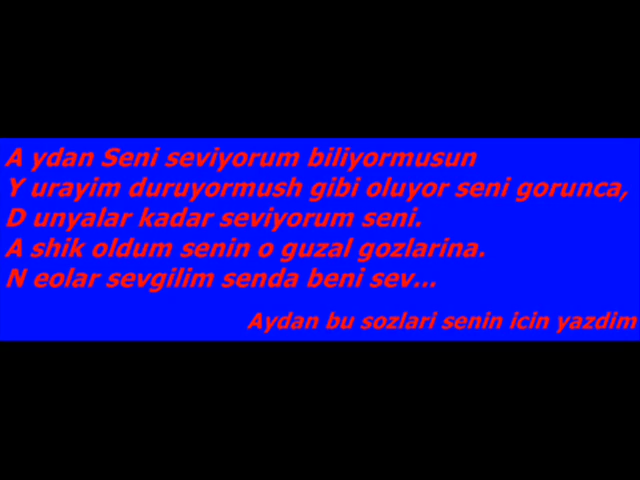 A ydan Seni seviyorum biliyormusun
Y urayim duruyormush gibi oluyor seni gorunca,
D unyalar kadar seviyorum seni.
A shik oldum senin o guzal gozlarina.
N eolar sevgilim senda beni sev...
Aydan bu sozlari senin icin yazdim